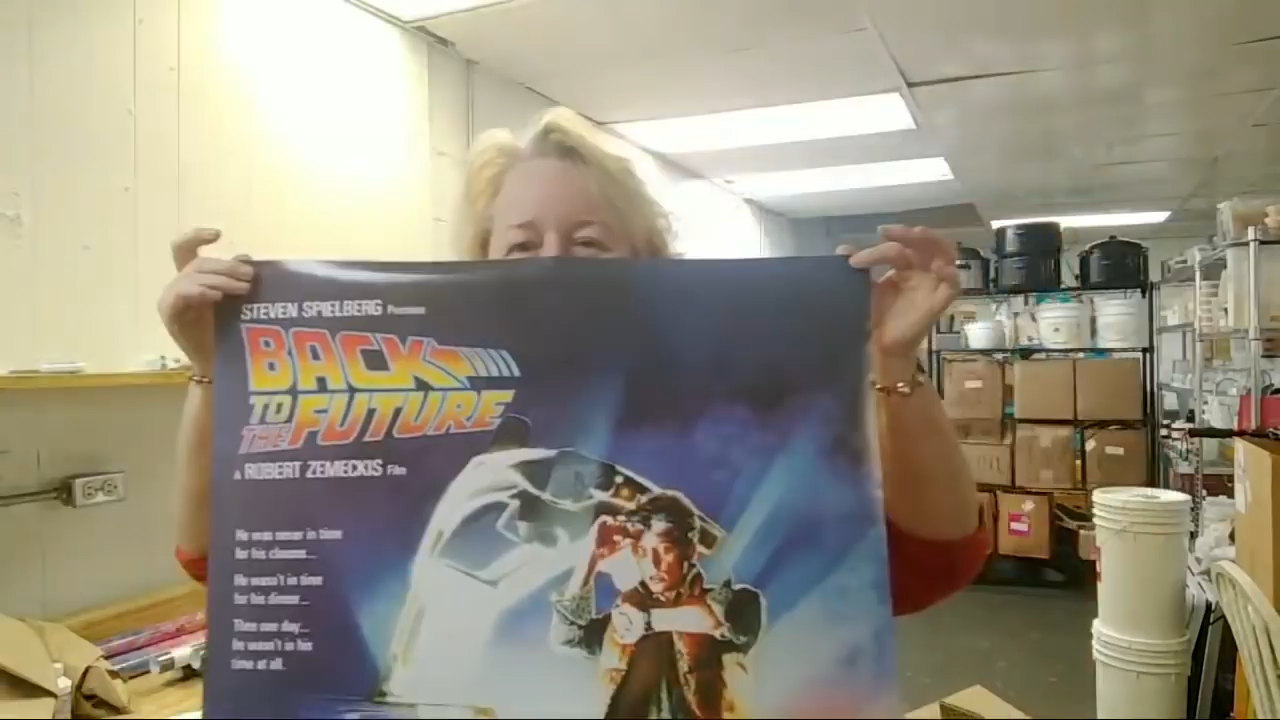 STEVEN SPIELBERG Presents
BACK
TO
THE FUTURE
A ROBERT ZEMECKIS Film
He was never in time
for his classes...
He wasn't in time
for his dinner...
Then one day...
he wasn't in his
time at all.